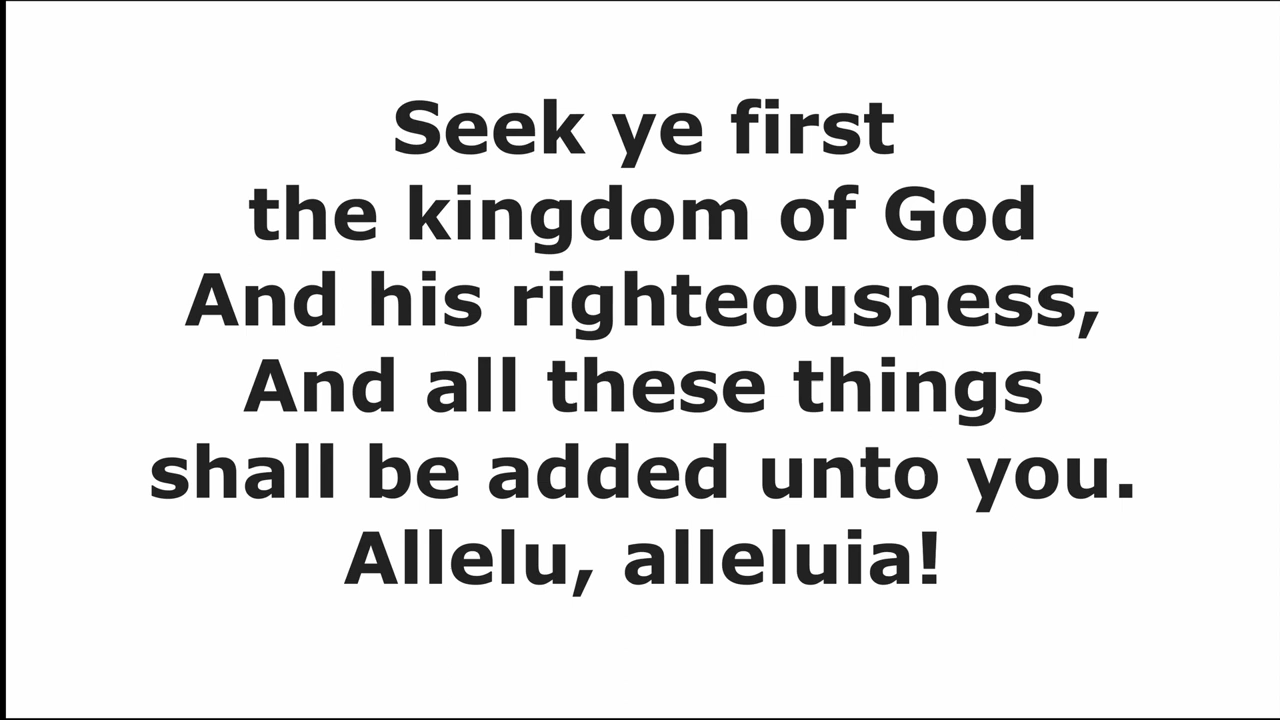 Seek ye first
the kingdom of God
And his righteousness,
And all these things
shall be added unto you.
Allelu, alleluia!